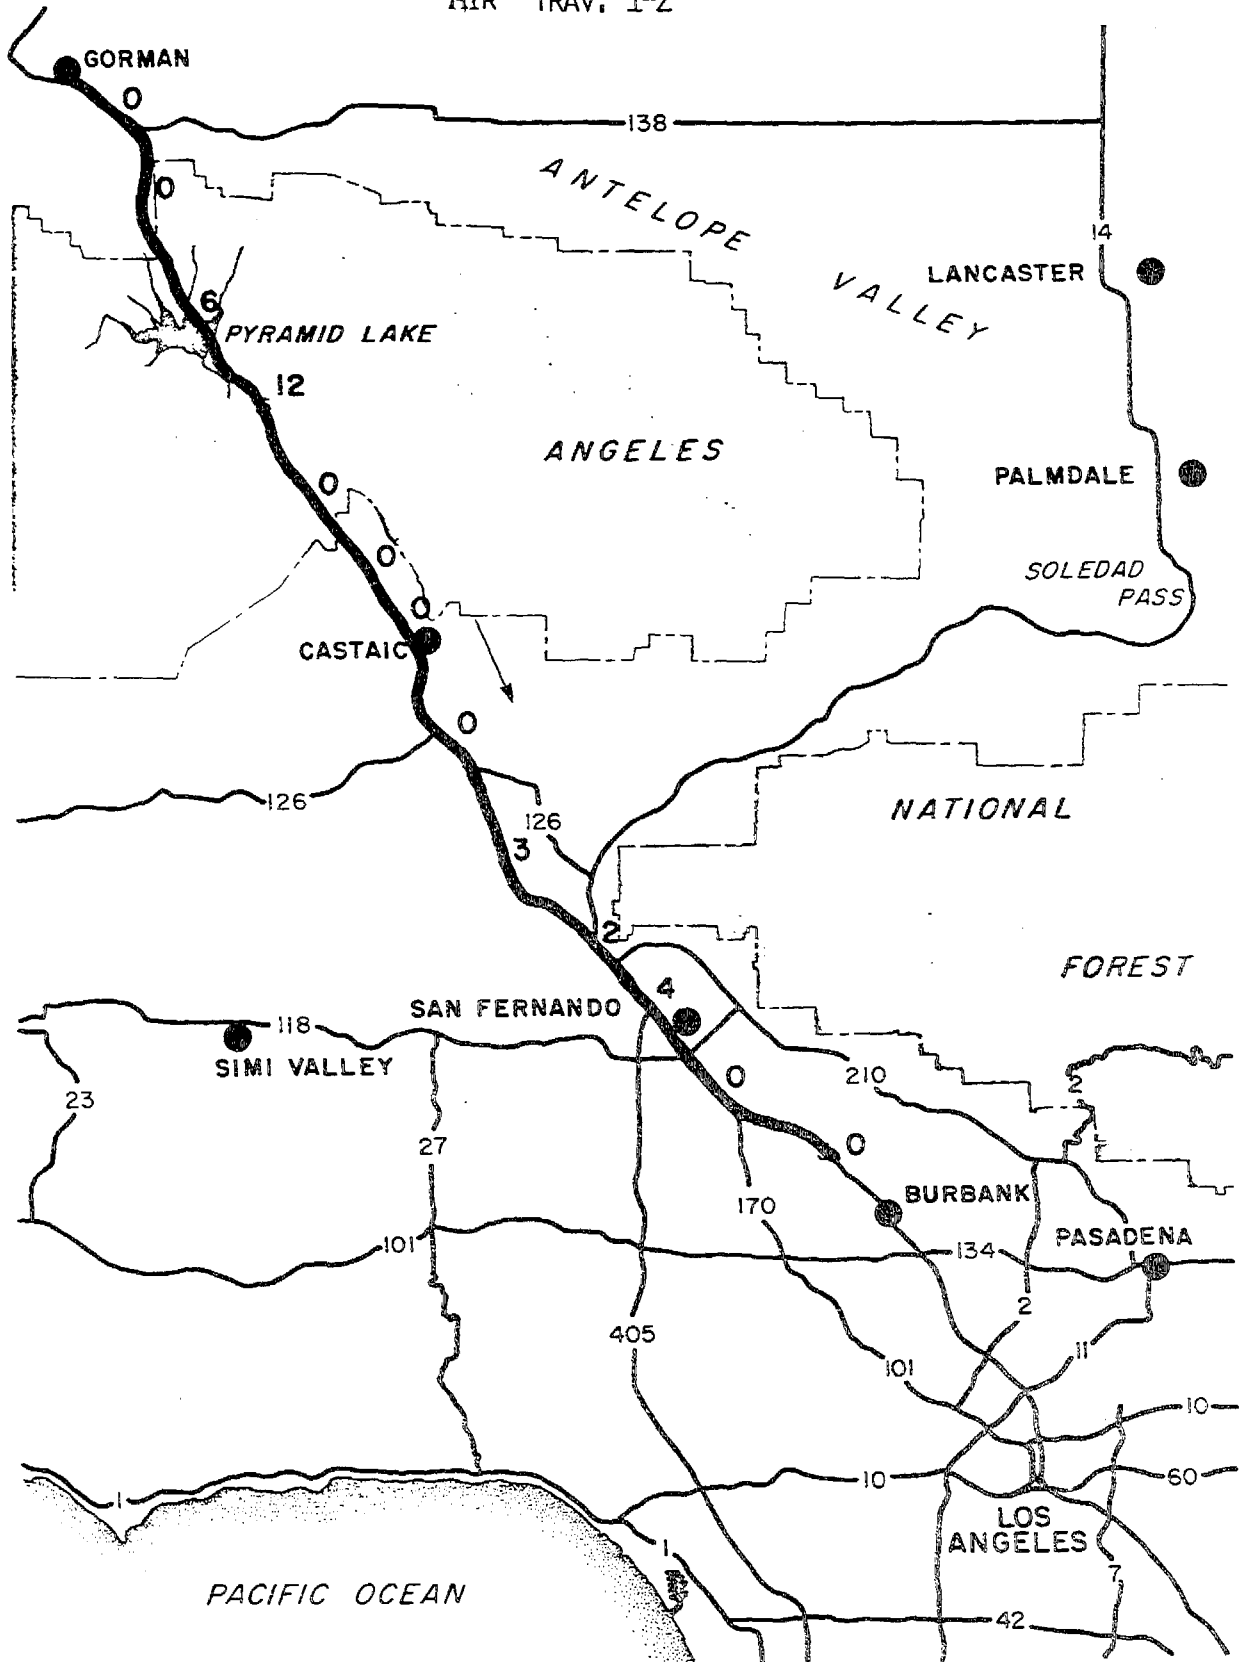 AIR TRAV. 1-2
GORMAN
0
138
ANTELOPE
0
14
LANCASTER
VALLEY
6
PYRAMID LAKE
12
ANGELES
PALMDALE
0
0
SOLEDAD
PASS
0
CASTAIC
0
126
NATIONAL
126
3
2
FOREST
4
SAN FERNANDO
118
SIMI VALLEY
0
210
2
23
27
0
170
BURBANK
101
134
PASADENA
2
405
11
101
10
1
10
60
LOS
ANGELES
1
7
PACIFIC OCEAN
42